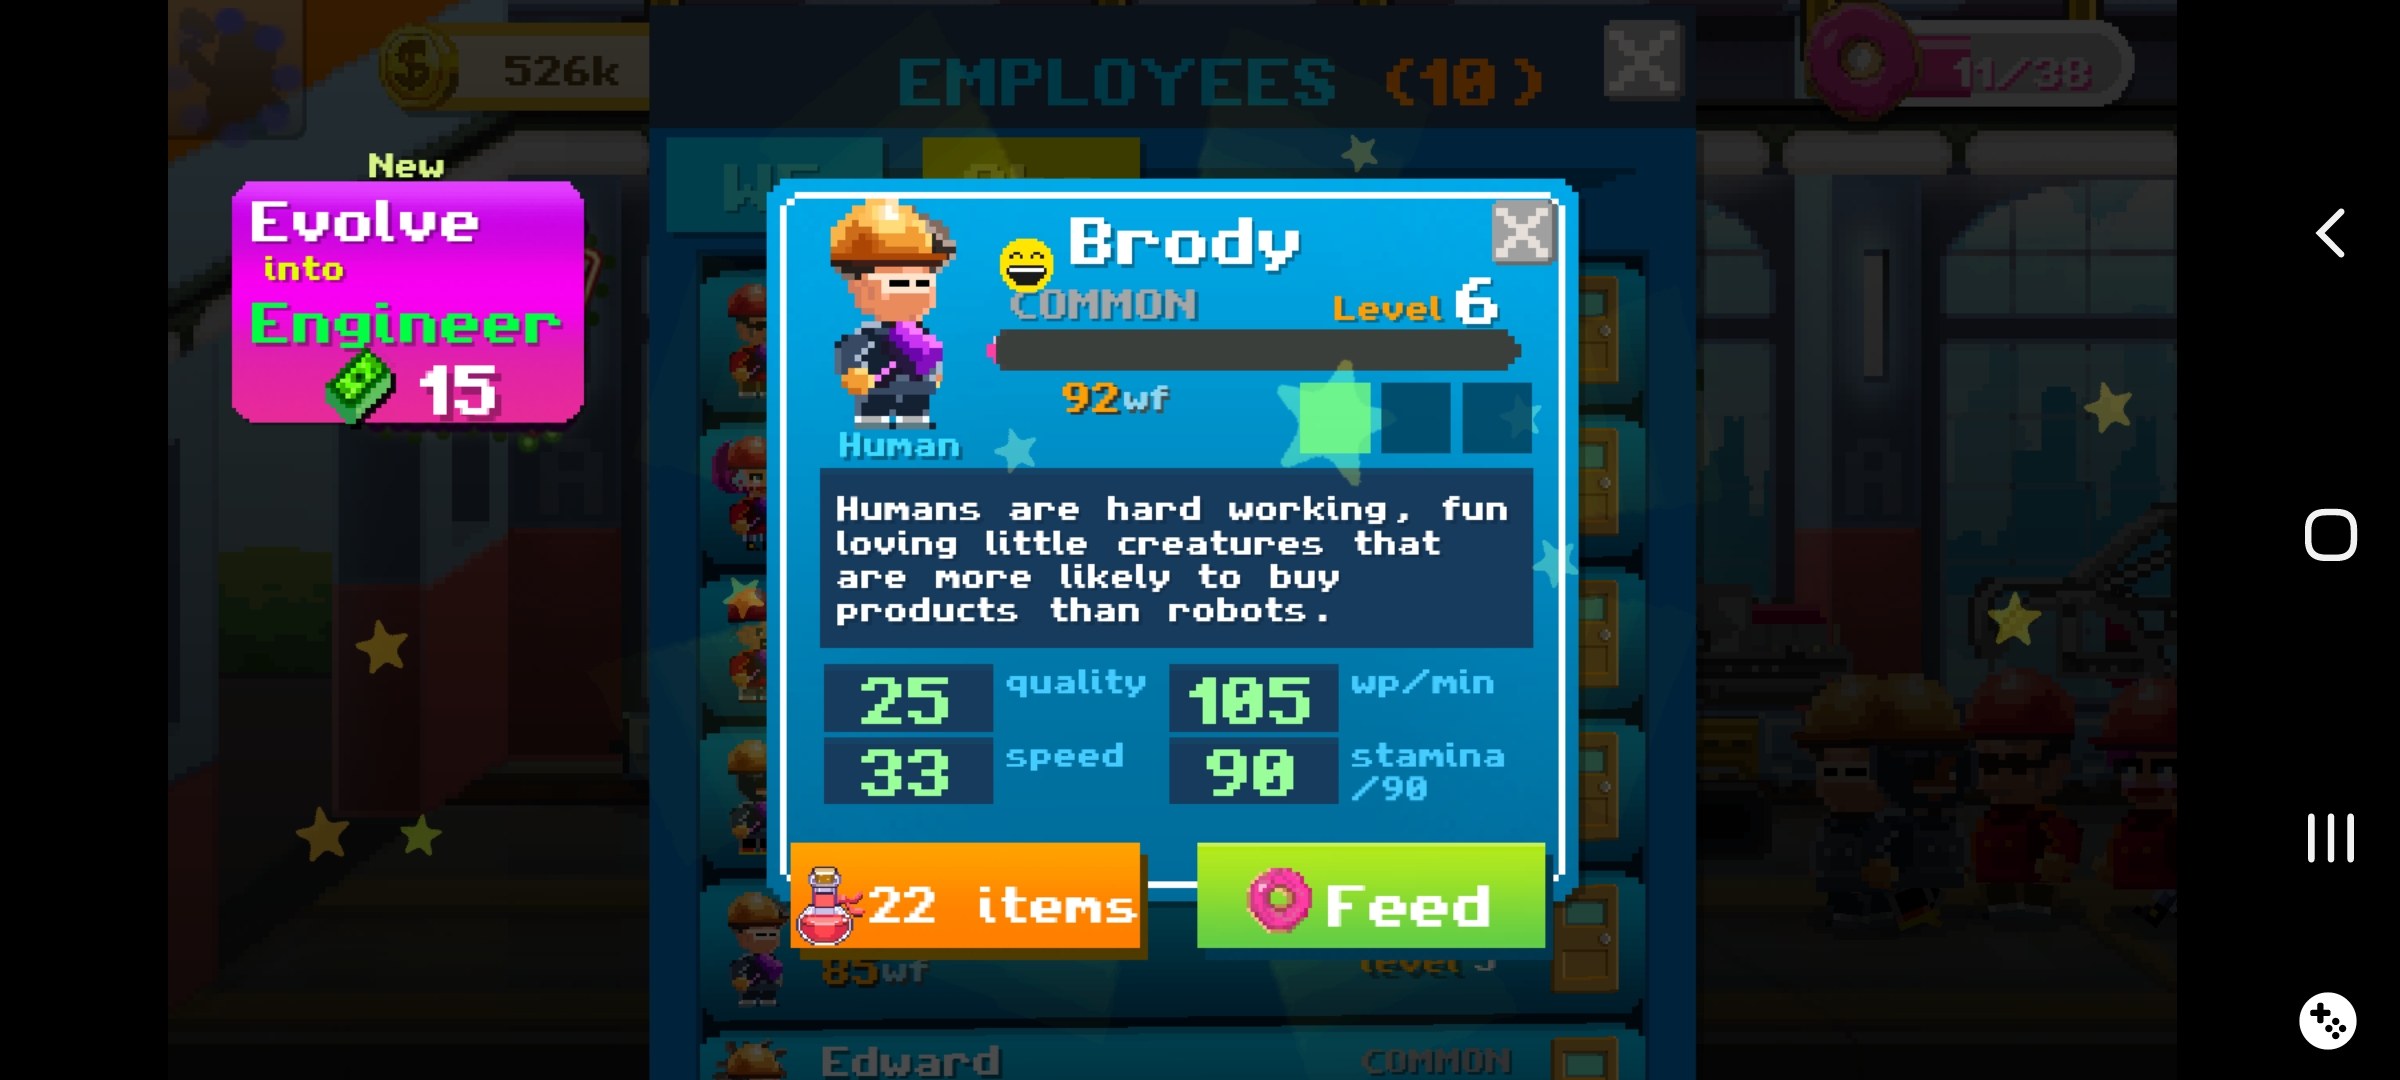 526k
EMPLOYEES (10)
11/38
New
Evolve
into
Engineer
15
Brody
COMMON
Level 6
92wf
Human
Humans are hard working, fun
loving little creatures that
are more likely to buy
products than robots.
25 quality
105 wp/min
33 speed
90 stamina
/90
22 items
Feed
85wf
level
Edward
COMMON